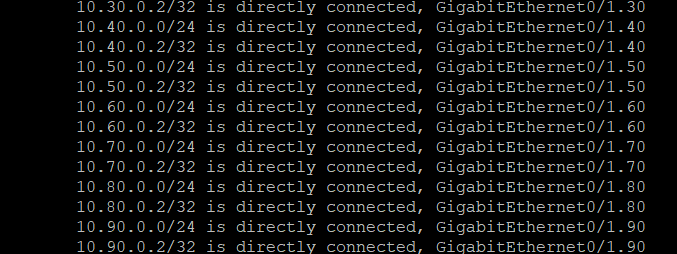 10.30.0.2/32 is directly connected, GigabitEthernet0/1.30
10.40.0.0/24 is directly connected, GigabitEthernet0/1.40
10.40.0.2/32 is directly connected, GigabitEthernet0/1.40
10.50.0.0/24 is directly connected, GigabitEthernet0/1.50
10.50.0.2/32 is directly connected, GigabitEthernet0/1.50
10.60.0.0/24 is directly connected, GigabitEthernet0/1.60
10.60.0.2/32 is directly connected, GigabitEthernet0/1.60
10.70.0.0/24 is directly connected, GigabitEthernet0/1.70
10.70.0.2/32 is directly connected, GigabitEthernet0/1.70
10.80.0.0/24 is directly connected, GigabitEthernet0/1.80
10.80.0.2/32 is directly connected, GigabitEthernet0/1.80
10.90.0.0/24 is directly connected, GigabitEthernet0/1.90
10.90.0.2/32 is directly connected, GigabitEthernet0/1.90